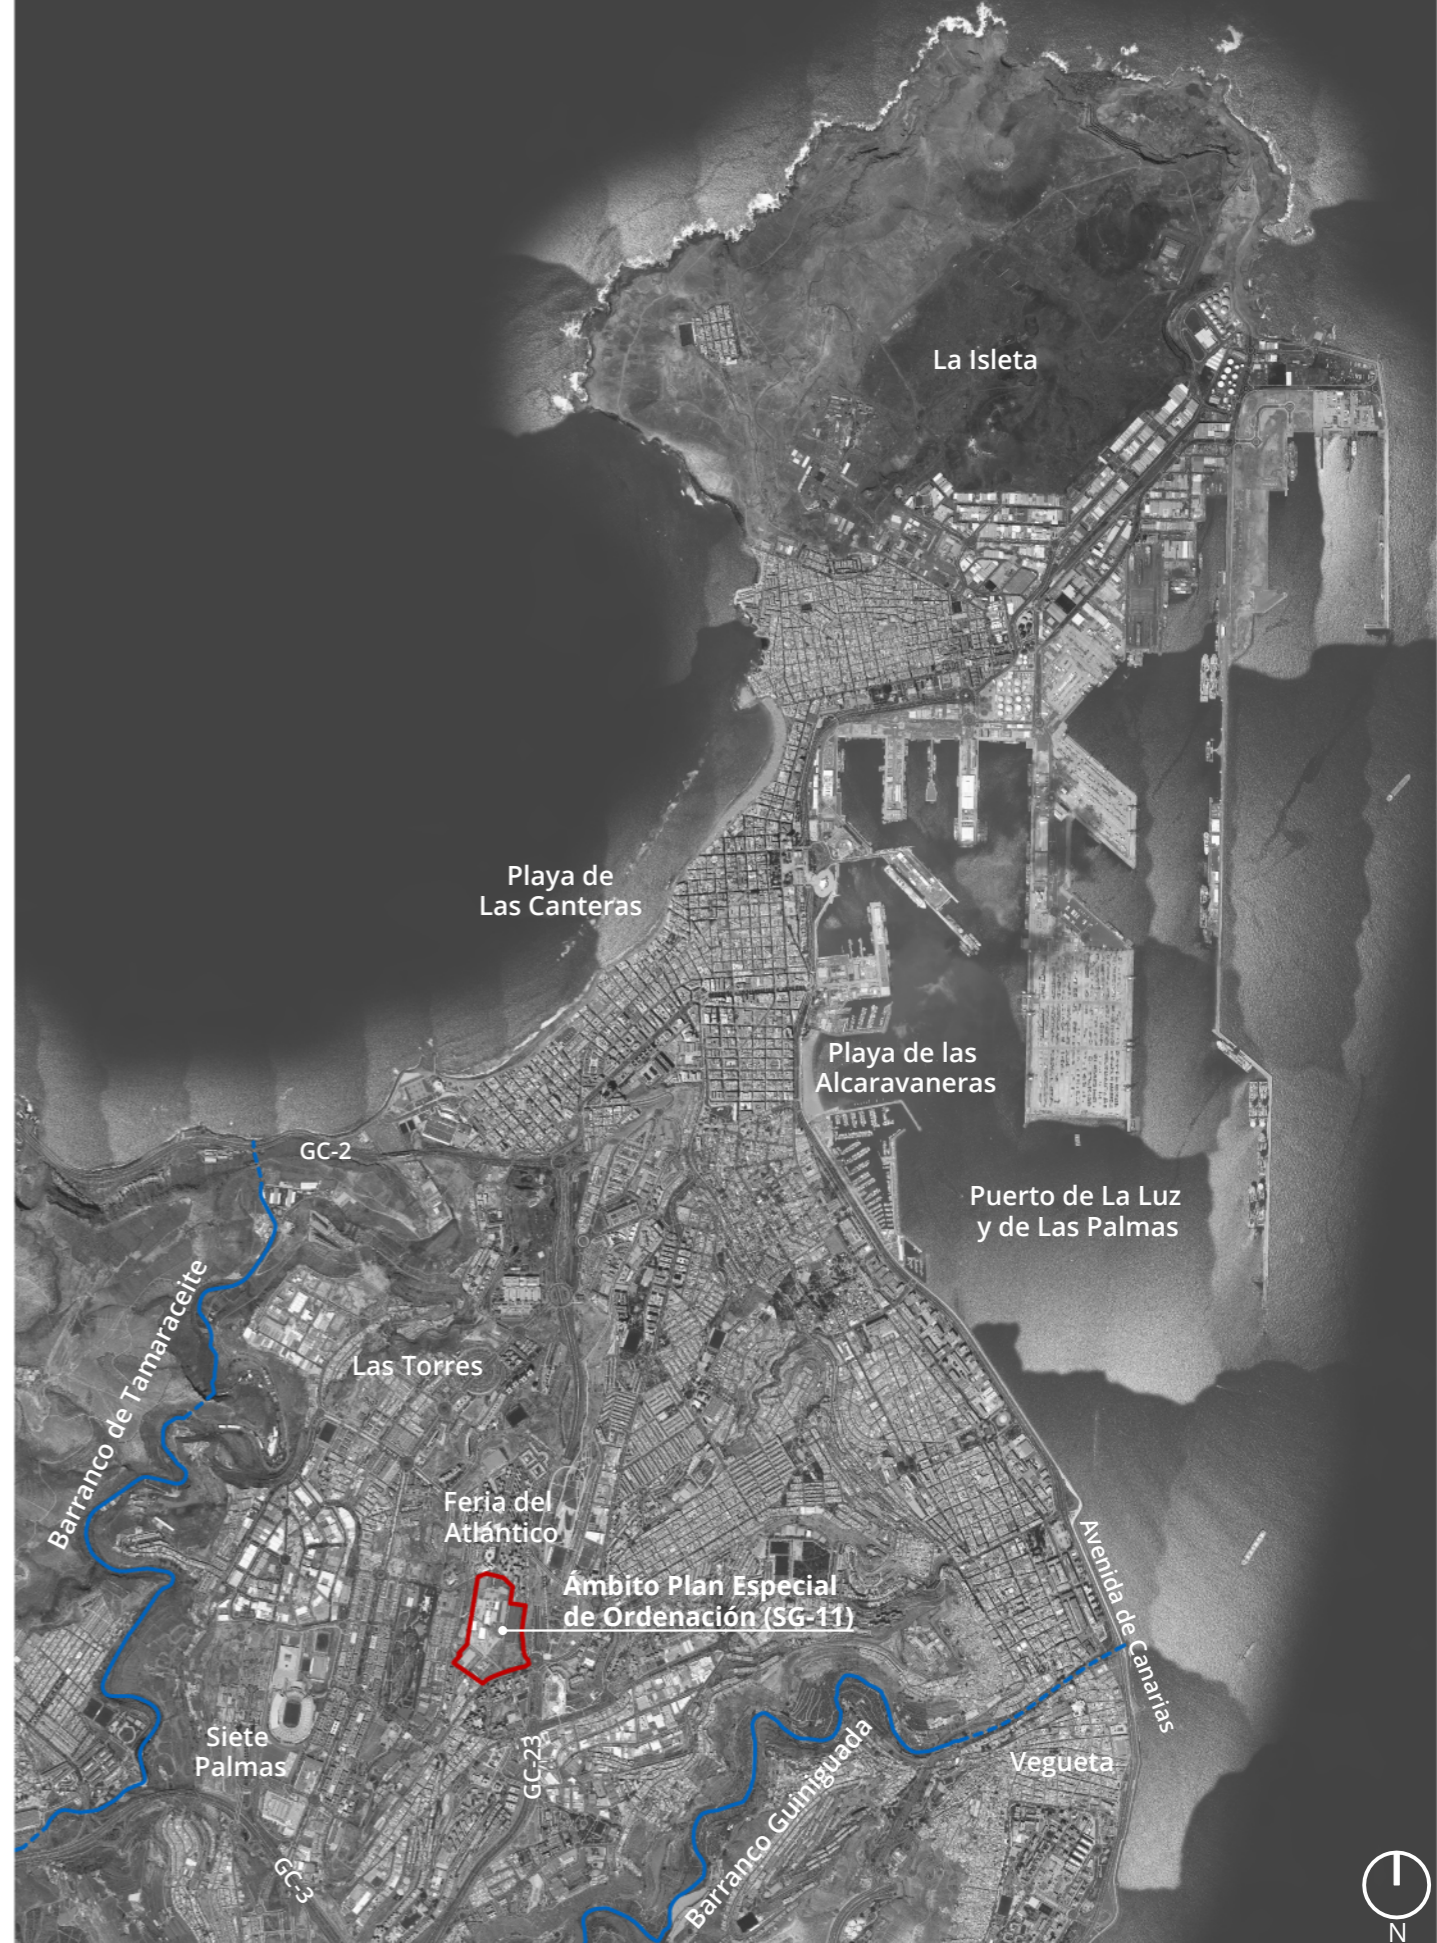 La Isleta
Playa de
Las Canteras
Playa de las
Alcaravaneras
GC-2
Puerto de La Luz
y de Las Palmas
Barranco de Tamaraceite
Las Torres
Feria del
Atlántico
Ámbito Plan Especial
de Ordenación (SG-11)
Avenida de Canarias
Siete
Palmas
GC-23
Vegueta
Barranco Guiniguada
GC-3
N